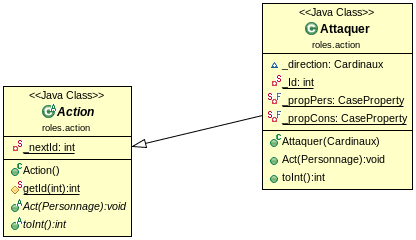 <<Java Class>>
Attaquer
roles.action
_direction: Cardinaux
_Id: int
_propPers: CaseProperty
_propCons: CaseProperty
Attaquer(Cardinaux)
Act(Personnage):void
toInt():int
<<Java Class>>
Action
roles.action
_nextId: int
Action()
getId(int):int
Act(Personnage):void
toInt():int